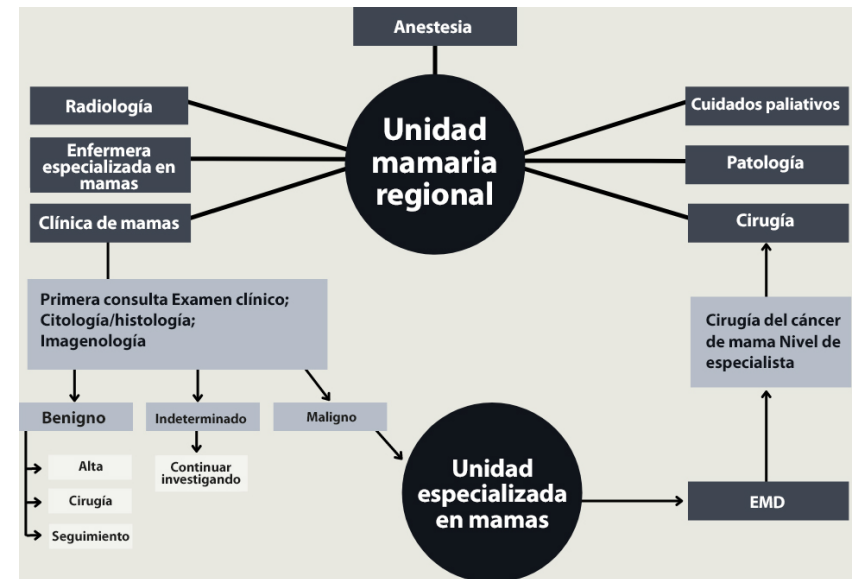 Anestesia
Radiología
Enfermera
especializada en
mamas
Clínica de mamas
Unidad
mamaria
regional
Cuidados paliativos
Patología
Cirugía
Primera consulta Examen clínico;
Citología/histología;
Imagenología
Cirugía del cáncer
de mama Nivel de
especialista
Benigno
Indeterminado
Maligno
Alta
Cirugía
Seguimiento
Continuar
investigando
Unidad
especializada
en mamas
EMD